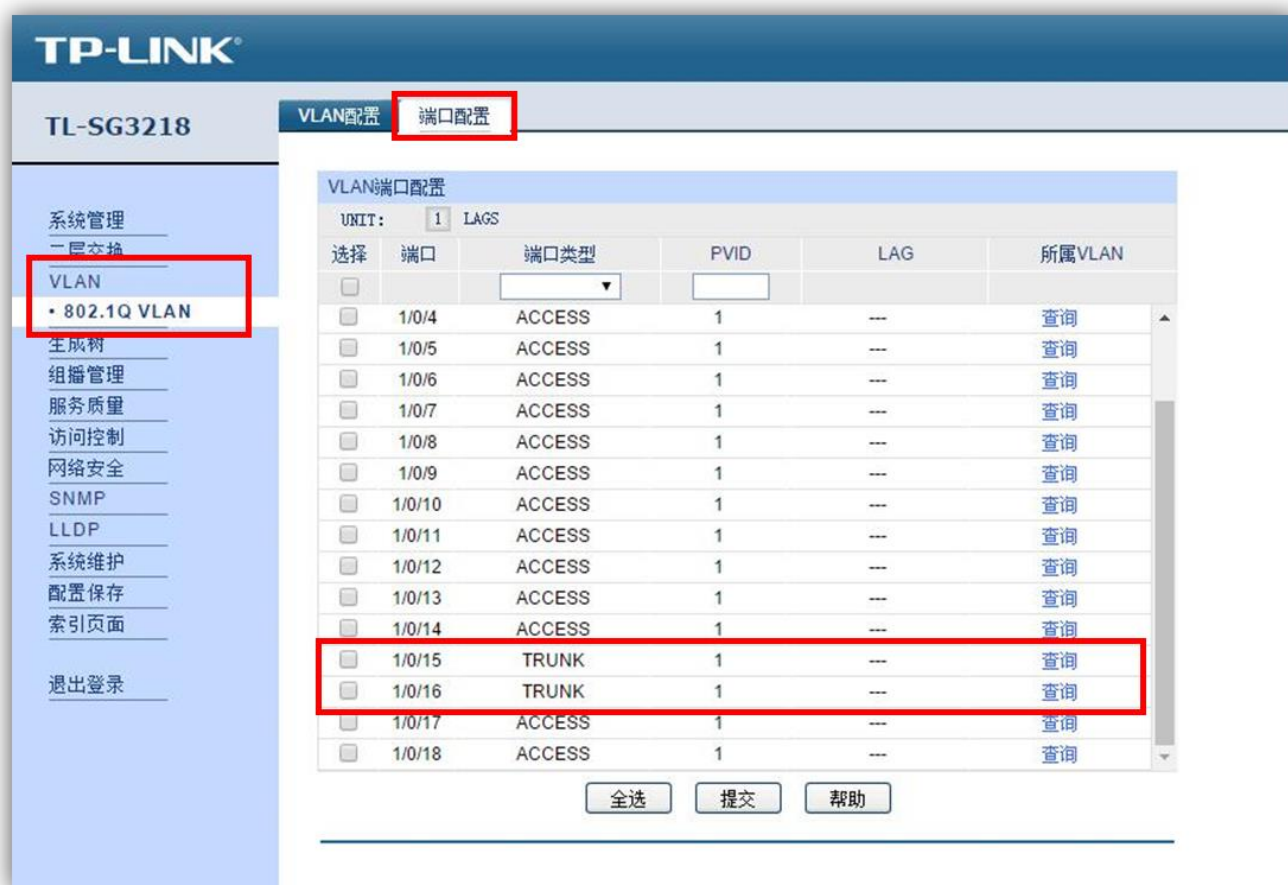 TP-LINK®
TL-SG3218
VLAN配置 端口配置
系统管理
二层交换
VLAN
• 802.1Q VLAN
生成树
组播管理
服务质量
访问控制
网络安全
SNMP
LLDP
系统维护
配置保存
索引页面
退出登录
VLAN端口配置
UNIT: 1 LAGS
选择 端口 端口类型 PVID LAG 所属VLAN
1/0/4 ACCESS 1 --- 查询
1/0/5 ACCESS 1 --- 查询
1/0/6 ACCESS 1 --- 查询
1/0/7 ACCESS 1 --- 查询
1/0/8 ACCESS 1 --- 查询
1/0/9 ACCESS 1 --- 查询
1/0/10 ACCESS 1 --- 查询
1/0/11 ACCESS 1 --- 查询
1/0/12 ACCESS 1 --- 查询
1/0/13 ACCESS 1 --- 查询
1/0/14 ACCESS 1 --- 查询
1/0/15 TRUNK 1 --- 查询
1/0/16 TRUNK 1 --- 查询
1/0/17 ACCESS 1 --- 查询
1/0/18 ACCESS 1 --- 查询
全选 提交 帮助